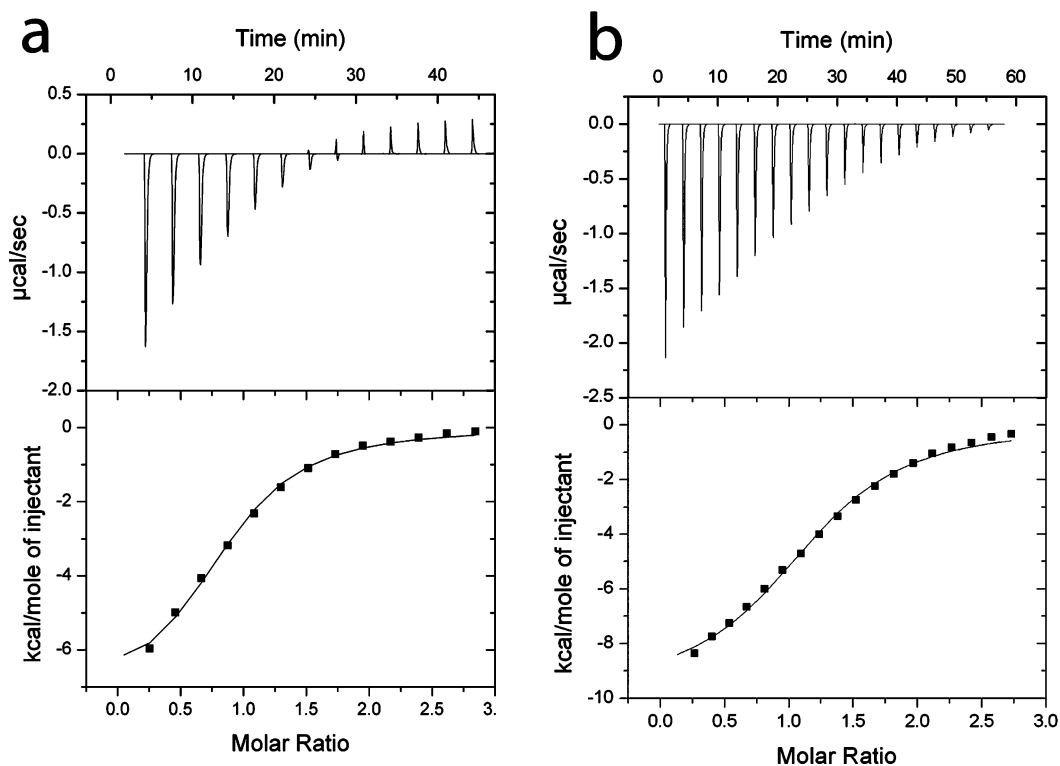 a
Time (min)
0 10 20 30 40
0.5
0.0
-0.5
-1.0
-1.5
-2.0
µcal/sec
0
-2
-4
-6
kcal/mole of injectant
0.0 0.5 1.0 1.5 2.0 2.5 3.
Molar Ratio
b
Time (min)
0 10 20 30 40 50 60
0.0
-0.5
-1.0
-1.5
-2.0
-2.5
µcal/sec
0
-2
-4
-6
-8
-10
kcal/mole of injectant
0.0 0.5 1.0 1.5 2.0 2.5 3.0
Molar Ratio